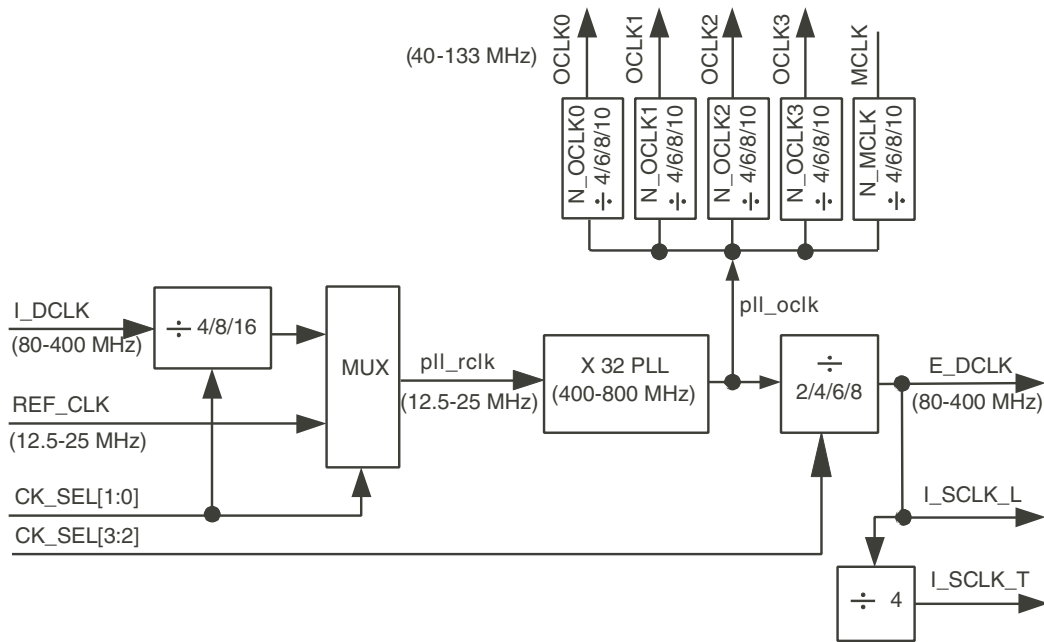 (40-133 MHz)
OCLK0
OCLK1
OCLK2
OCLK3
MCLK
N_OCLK0
÷ 4/6/8/10
N_OCLK1
÷ 4/6/8/10
N_OCLK2
÷ 4/6/8/10
N_OCLK3
÷ 4/6/8/10
N_MCLK
÷ 4/6/8/10
pll_oclk
I_DCLK
(80-400 MHz)
÷ 4/8/16
MUX
pll_rclk
(12.5-25 MHz)
X 32 PLL
(400-800 MHz)
÷
2/4/6/8
E_DCLK
(80-400 MHz)
REF_CLK
(12.5-25 MHz)
CK_SEL[1:0]
CK_SEL[3:2]
I_SCLK_L
÷ 4
I_SCLK_T